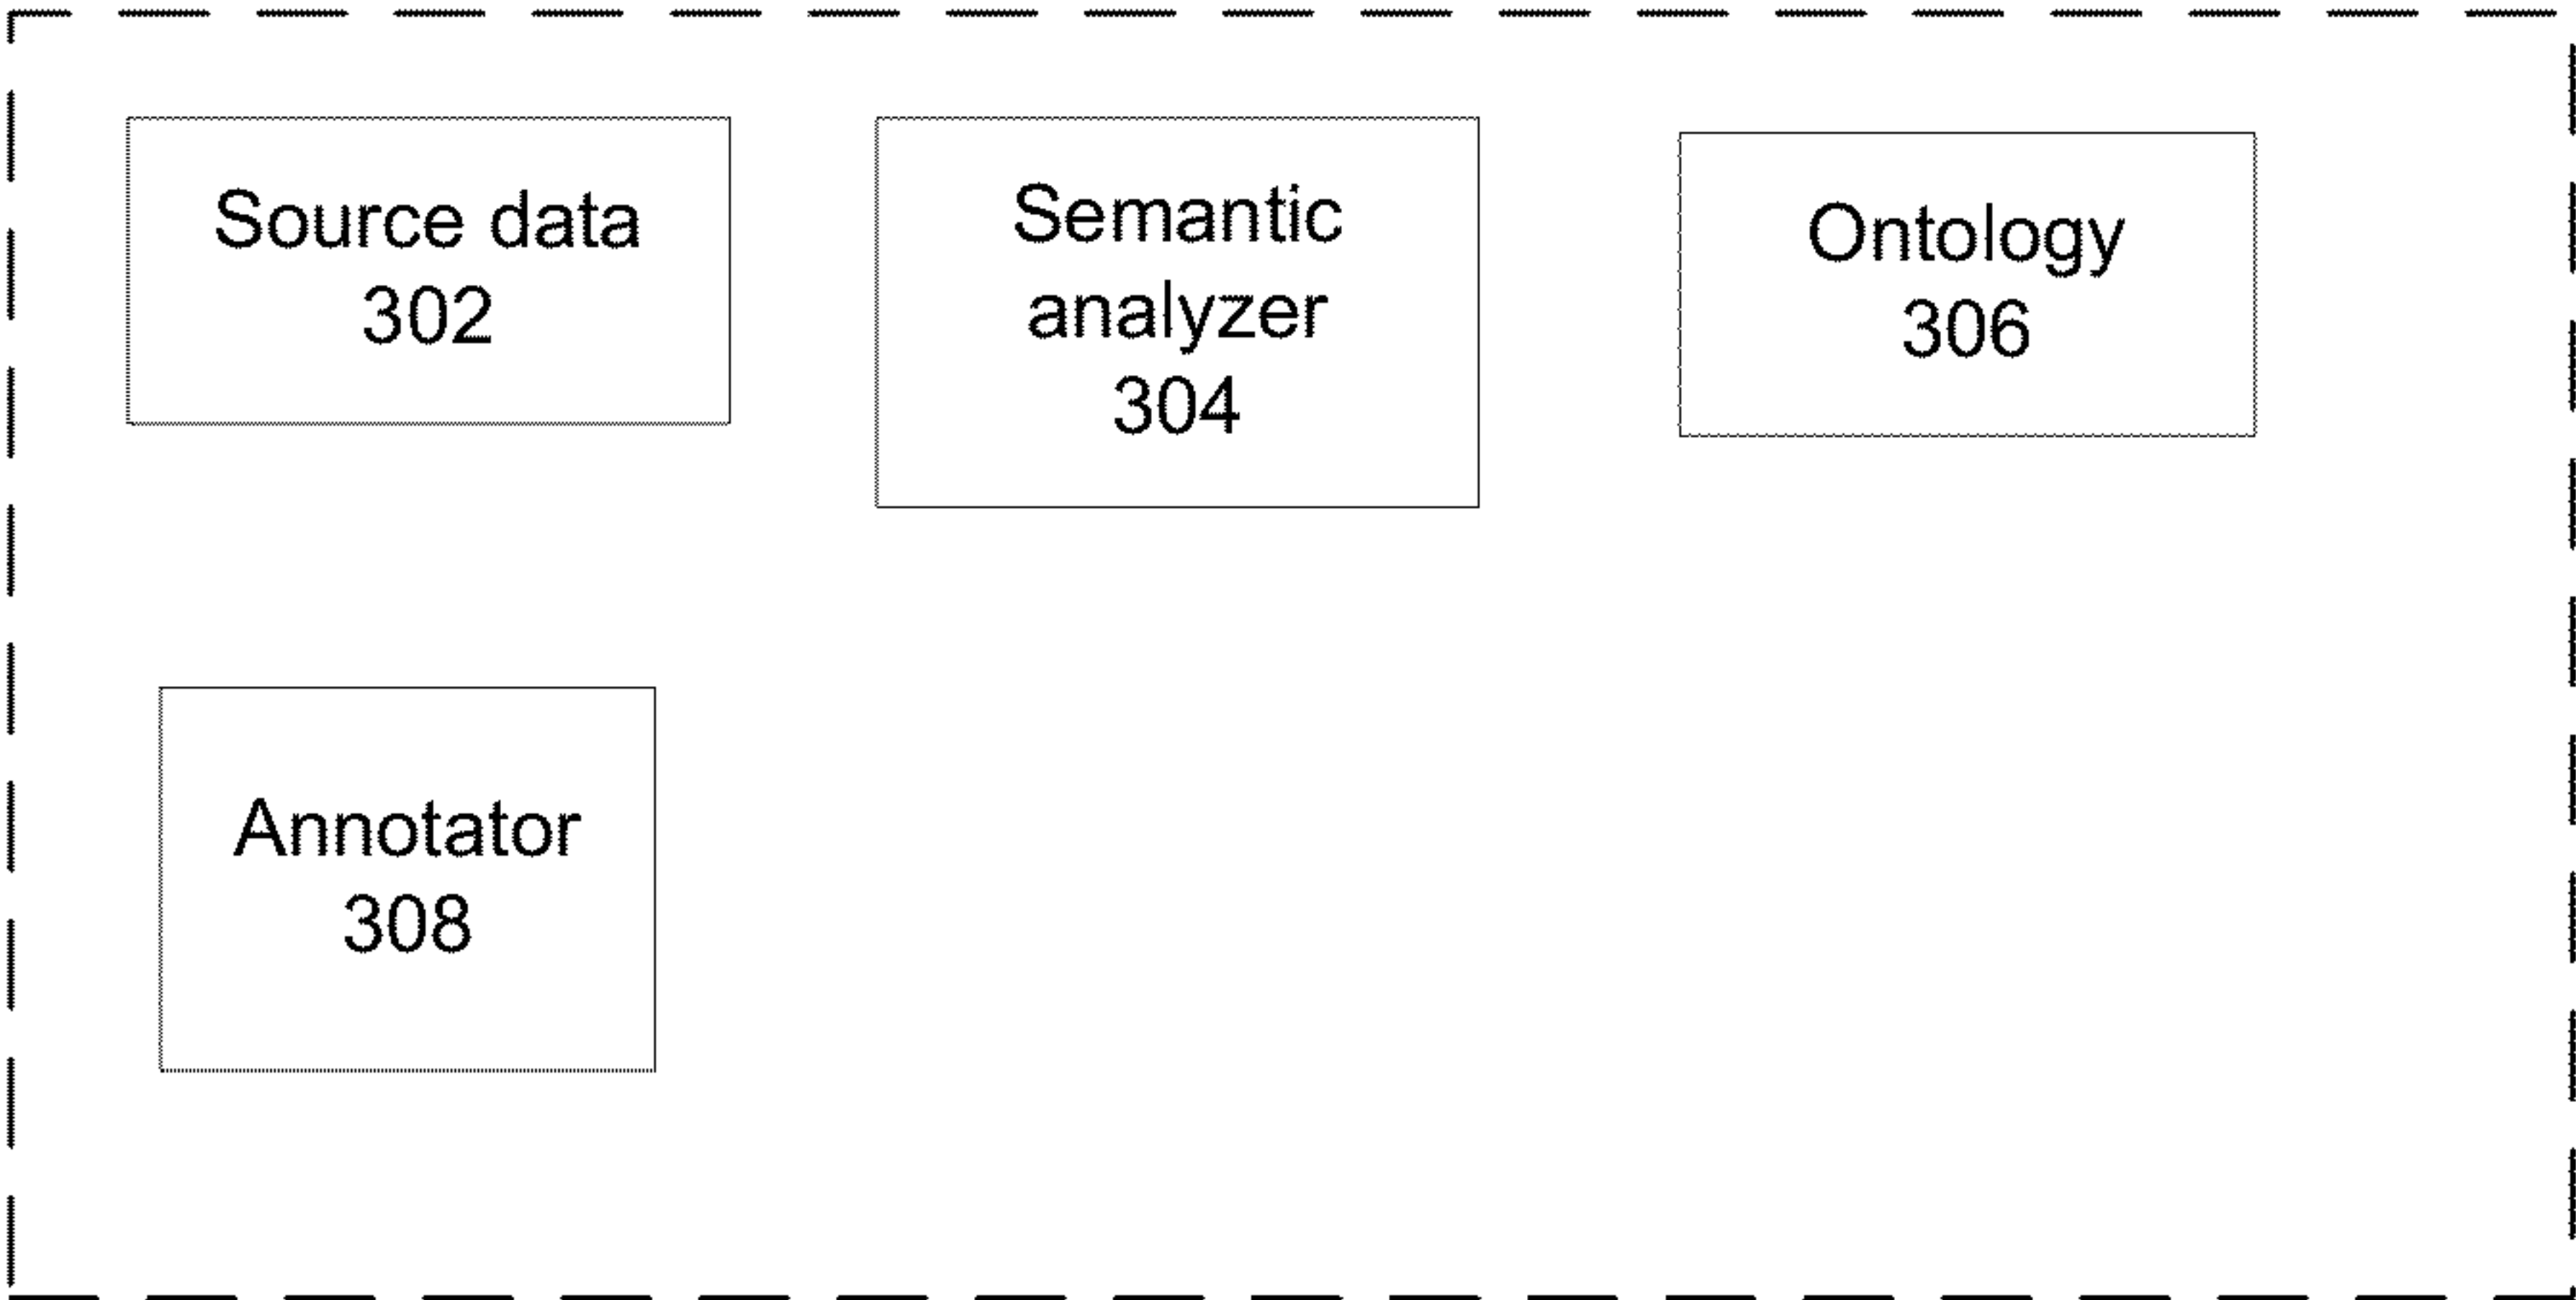 Source data
302
Semantic
analyzer
304
Ontology
306
Annotator
308